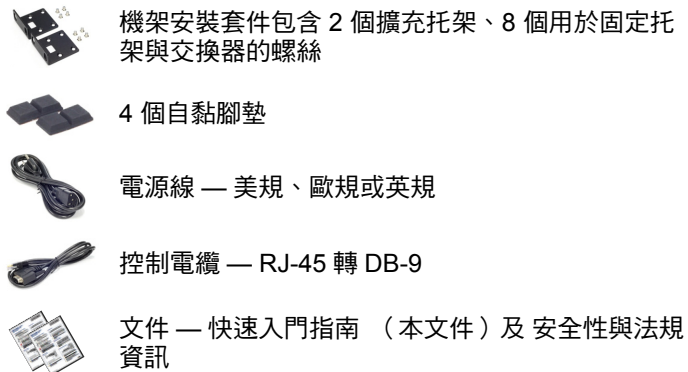 機架安裝套件包含 2 個擴充托架、8 個用於固定托
架與交換器的螺絲
4 個自黏腳墊
電源線 — 美規、歐規或英規
控制電纜 — RJ-45 轉 DB-9
文件 — 快速入門指南 （本文件）及 安全性與法規
資訊